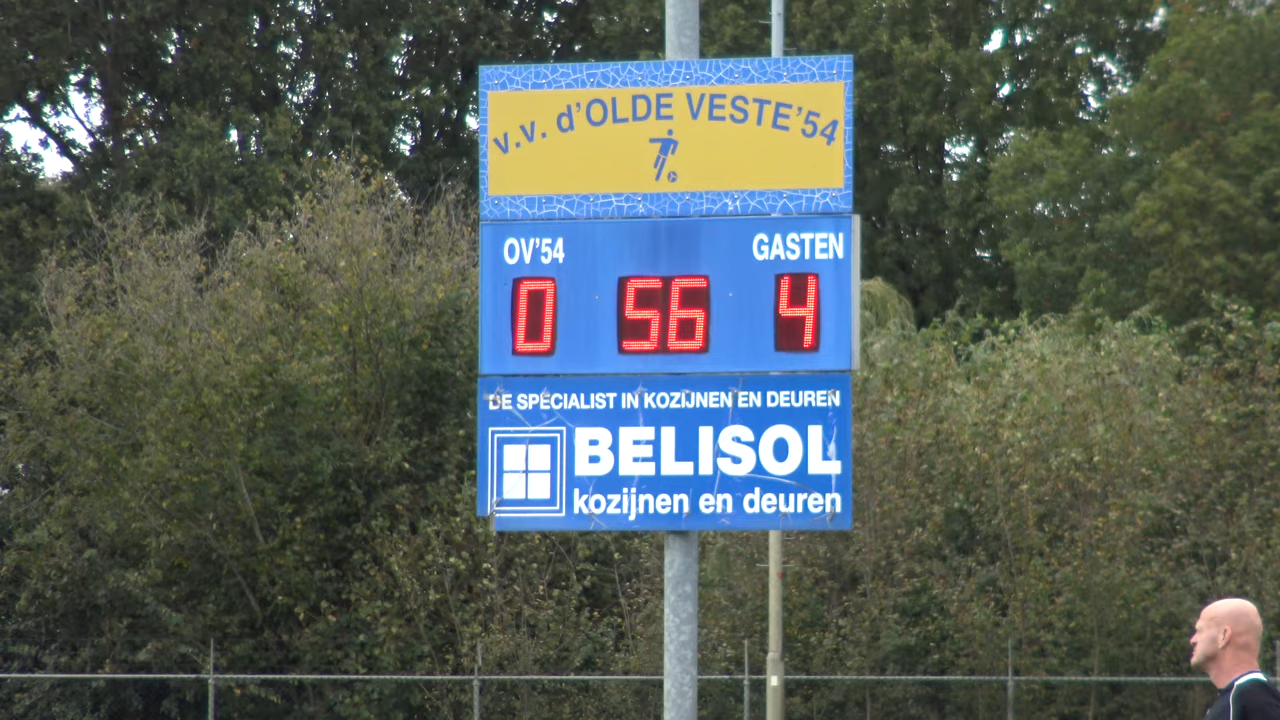 v.v. d'OLDE VESTE'54
OV'54 GASTEN
0 56 4
DE SPECIALIST IN KOZIJNEN EN DEUREN
BELISOL
kozijnen en deuren